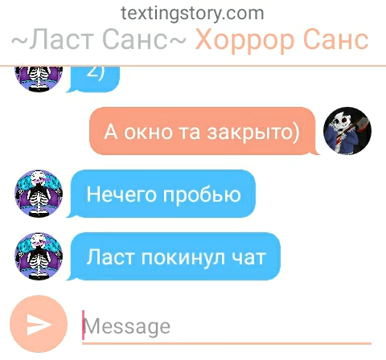 textingstory.com
~Ласт Санс~ Хоррор Санс
2)
А окно та закрыто)
Нечего пробью
Ласт покинул чат
Message